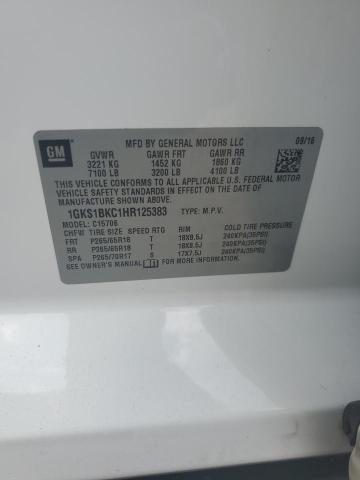 GM
MFD BY GENERAL MOTORS LLC 09/16
GVWR GAWR FRT GAWR RR
3221 KG 1452 KG 1860 KG
7100 LB 3200 LB 4100 LB
THIS VEHICLE CONFORMS TO ALL APPLICABLE U.S. FEDERAL MOTOR
VEHICLE SAFETY, BUMPER, AND THEFT PREVENTION STANDARDS IN
EFFECT ON THE DATE OF MANUFACTURE SHOWN ABOVE.
1GKS1BKC1HR125383 TYPE: M.P.V.
MODEL: C15706
CHFW TIRE SIZE SPEED RTG RIM COLD TIRE PRESSURE
FRT P265/65R18 T 18X8.5J 240KPA(35PSI)
RR P265/65R18 T 18X8.5J 240KPA(35PSI)
SPA P265/70R17 S 17X7.5J 240KPA(35PSI)
SEE OWNER'S MANUAL FOR MORE INFORMATION.